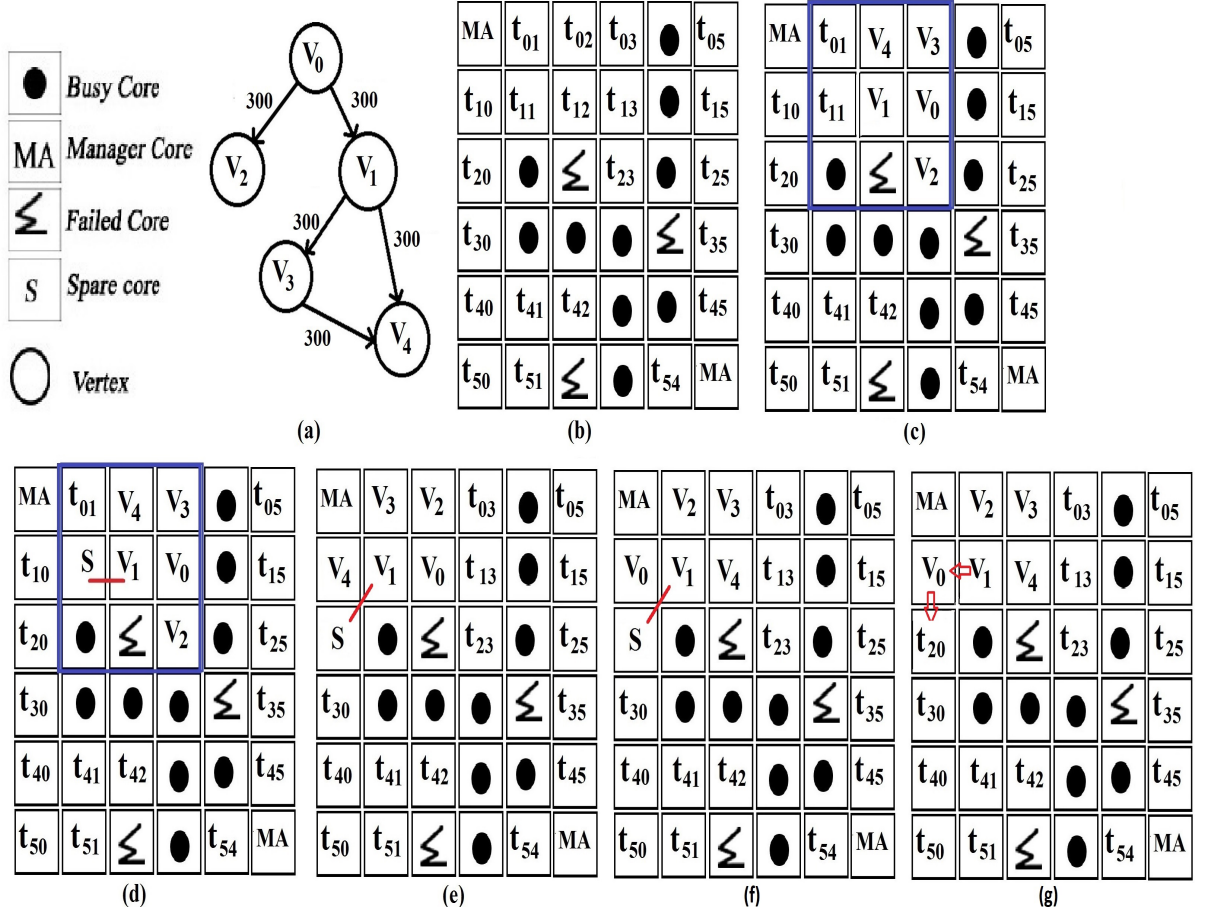 Busy Core
MA Manager Core
Failed Core
S Spare core
Vertex
V0
300 300
V2 V1
300 300
V3
300
V4
(a)
MA t01 t02 t03 t05
t10 t11 t12 t13 t15
t20 t23 t25
t30 t35
t40 t41 t42 t45
t50 t51 t54 MA
(b)
MA t01 V4 V3 t05
t10 t11 V1 V0 t15
t20 V2 t25
t30 t35
t40 t41 t42 t45
t50 t51 t54 MA
(c)
MA t01 V4 V3 t05
t10 S V1 V0 t15
t20 V2 t25
t30 t35
t40 t41 t42 t45
t50 t51 t54 MA
(d)
MA V3 V2 t03 t05
V4 V1 V0 t13 t15
S t23 t25
t30 t35
t40 t41 t42 t45
t50 t51 t54 MA
(e)
MA V2 V3 t03 t05
V0 V1 V4 t13 t15
S t23 t25
t30 t35
t40 t41 t42 t45
t50 t51 t54 MA
(f)
MA V2 V3 t03 t05
V0 V1 V4 t13 t15
t20 t23 t25
t30 t35
t40 t41 t42 t45
t50 t51 t54 MA
(g)